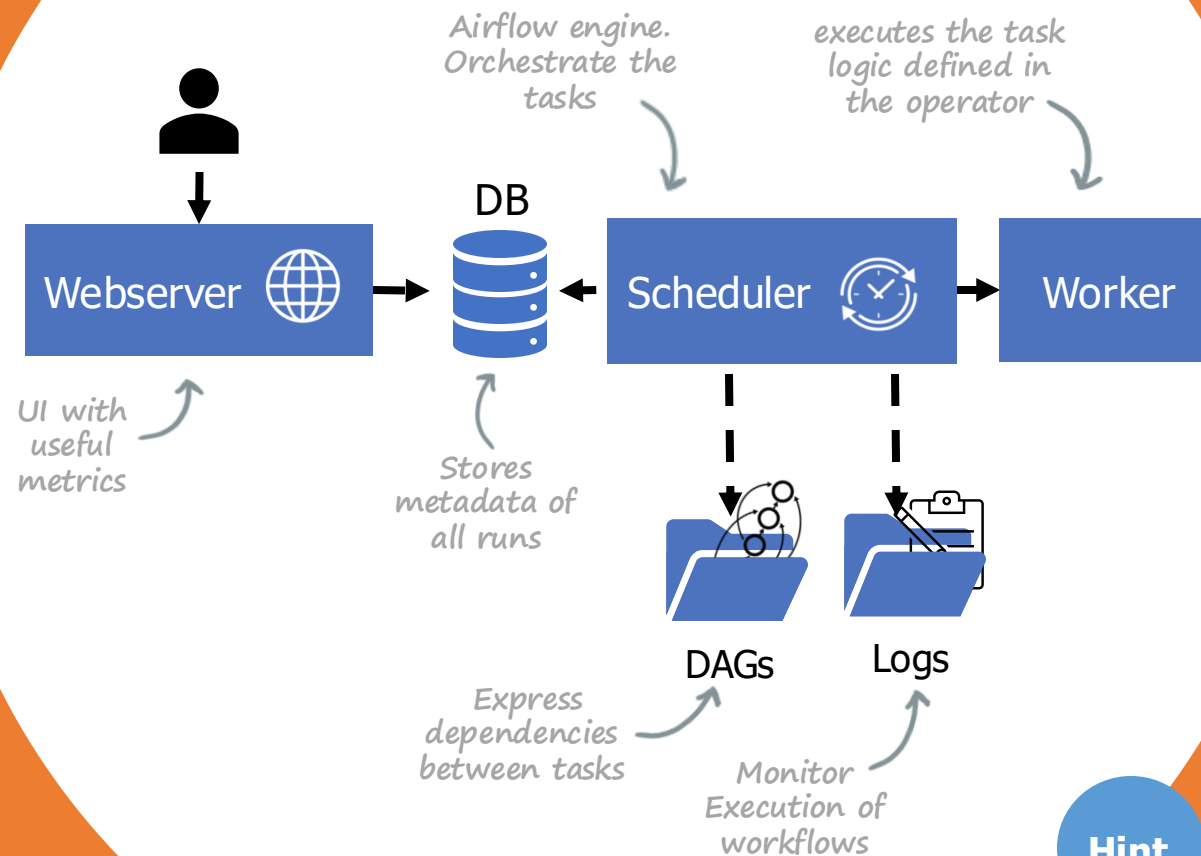 Airflow engine.
Orchestrate the
tasks
executes the task
logic defined in
the operator
DB
Webserver
Scheduler
Worker
UI with
useful
metrics
Stores
metadata of
all runs
DAGs
Logs
Express
dependencies
between tasks
Monitor
Execution of
workflows
Hint